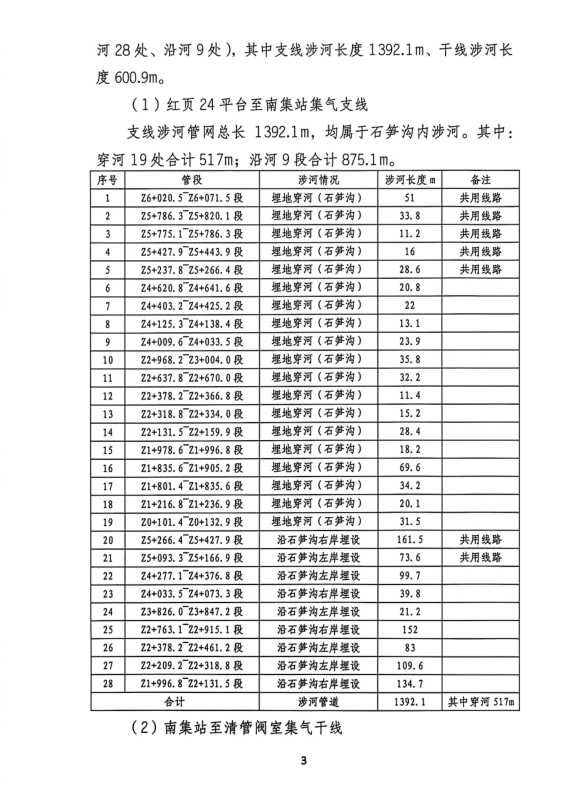 河 28 处、沿河 9 处），其中支线涉河长度 1392.1m、干线涉河长
度 600.9m。
（1）红页 24 平台至南集站集气支线
支线涉河管网总长 1392.1m，均属于石笋沟内涉河。其中：
穿河 19 处合计 517m；沿河 9 段合计 875.1m。
序号 管段 涉河情况 涉河长度 m 备注
1 Z6+020.5~Z6+071.5 段 埋地穿河（石笋沟） 51 共用线路
2 Z5+786.3~Z5+820.1 段 埋地穿河（石笋沟） 33.8 共用线路
3 Z5+775.1~Z5+786.3 段 埋地穿河（石笋沟） 11.2 共用线路
4 Z5+427.9~Z5+443.9 段 埋地穿河（石笋沟） 16 共用线路
5 Z5+237.8~Z5+266.4 段 埋地穿河（石笋沟） 28.6 共用线路
6 Z4+620.8~Z4+641.6 段 埋地穿河（石笋沟） 20.8
7 Z4+403.2~Z4+425.2 段 埋地穿河（石笋沟） 22
8 Z4+125.3~Z4+138.4 段 埋地穿河（石笋沟） 13.1
9 Z4+009.6~Z4+033.5 段 埋地穿河（石笋沟） 23.9
10 Z2+968.2~Z3+004.0 段 埋地穿河（石笋沟） 35.8
11 Z2+637.8~Z2+670.0 段 埋地穿河（石笋沟） 32.2
12 Z2+378.2~Z2+366.8 段 埋地穿河（石笋沟） 11.4
13 Z2+318.8~Z2+334.0 段 埋地穿河（石笋沟） 15.2
14 Z2+131.5~Z2+159.9 段 埋地穿河（石笋沟） 28.4
15 Z1+978.6~Z1+996.8 段 埋地穿河（石笋沟） 18.2
16 Z1+835.6~Z1+905.2 段 埋地穿河（石笋沟） 69.6
17 Z1+801.4~Z1+835.6 段 埋地穿河（石笋沟） 34.2
18 Z1+216.8~Z1+236.9 段 埋地穿河（石笋沟） 20.1
19 Z0+101.4~Z0+132.9 段 埋地穿河（石笋沟） 31.5
20 Z5+266.4~Z5+427.9 段 沿石笋沟右岸埋设 161.5 共用线路
21 Z5+093.3~Z5+166.9 段 沿石笋沟左岸埋设 73.6 共用线路
22 Z4+277.1~Z4+376.8 段 沿石笋沟左岸埋设 99.7
23 Z4+033.5~Z4+073.3 段 沿石笋沟右岸埋设 39.8
24 Z3+826.0~Z3+847.2 段 沿石笋沟左岸埋设 21.2
25 Z2+763.1~Z2+915.1 段 沿石笋沟右岸埋设 152
26 Z2+378.2~Z2+461.2 段 沿石笋沟左岸埋设 83
27 Z2+209.2~Z2+318.8 段 沿石笋沟右岸埋设 109.6
28 Z1+996.8~Z2+131.5 段 沿石笋沟右岸埋设 134.7
合计 涉河管道 1392.1 其中穿河 517m
（2）南集站至清管阀室集气干线
3